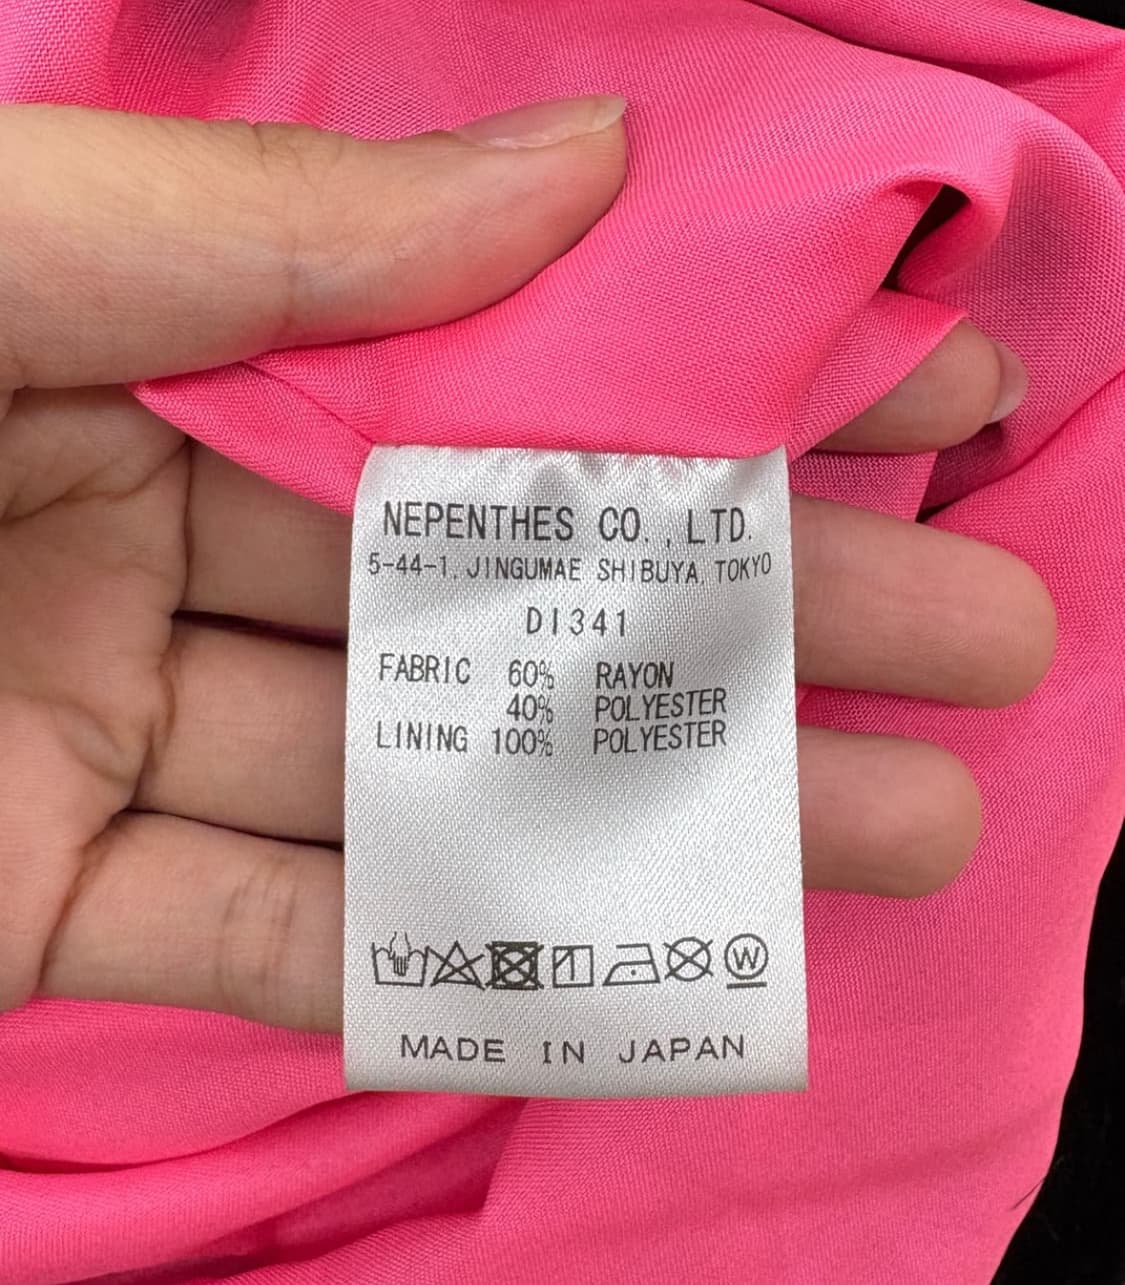 NEPENTHES CO.,LTD.
5-44-1, JINGUMAE SHIBUYA, TOKYO
DI341
FABRIC 60% RAYON
40% POLYESTER
LINING 100% POLYESTER
W
MADE IN JAPAN